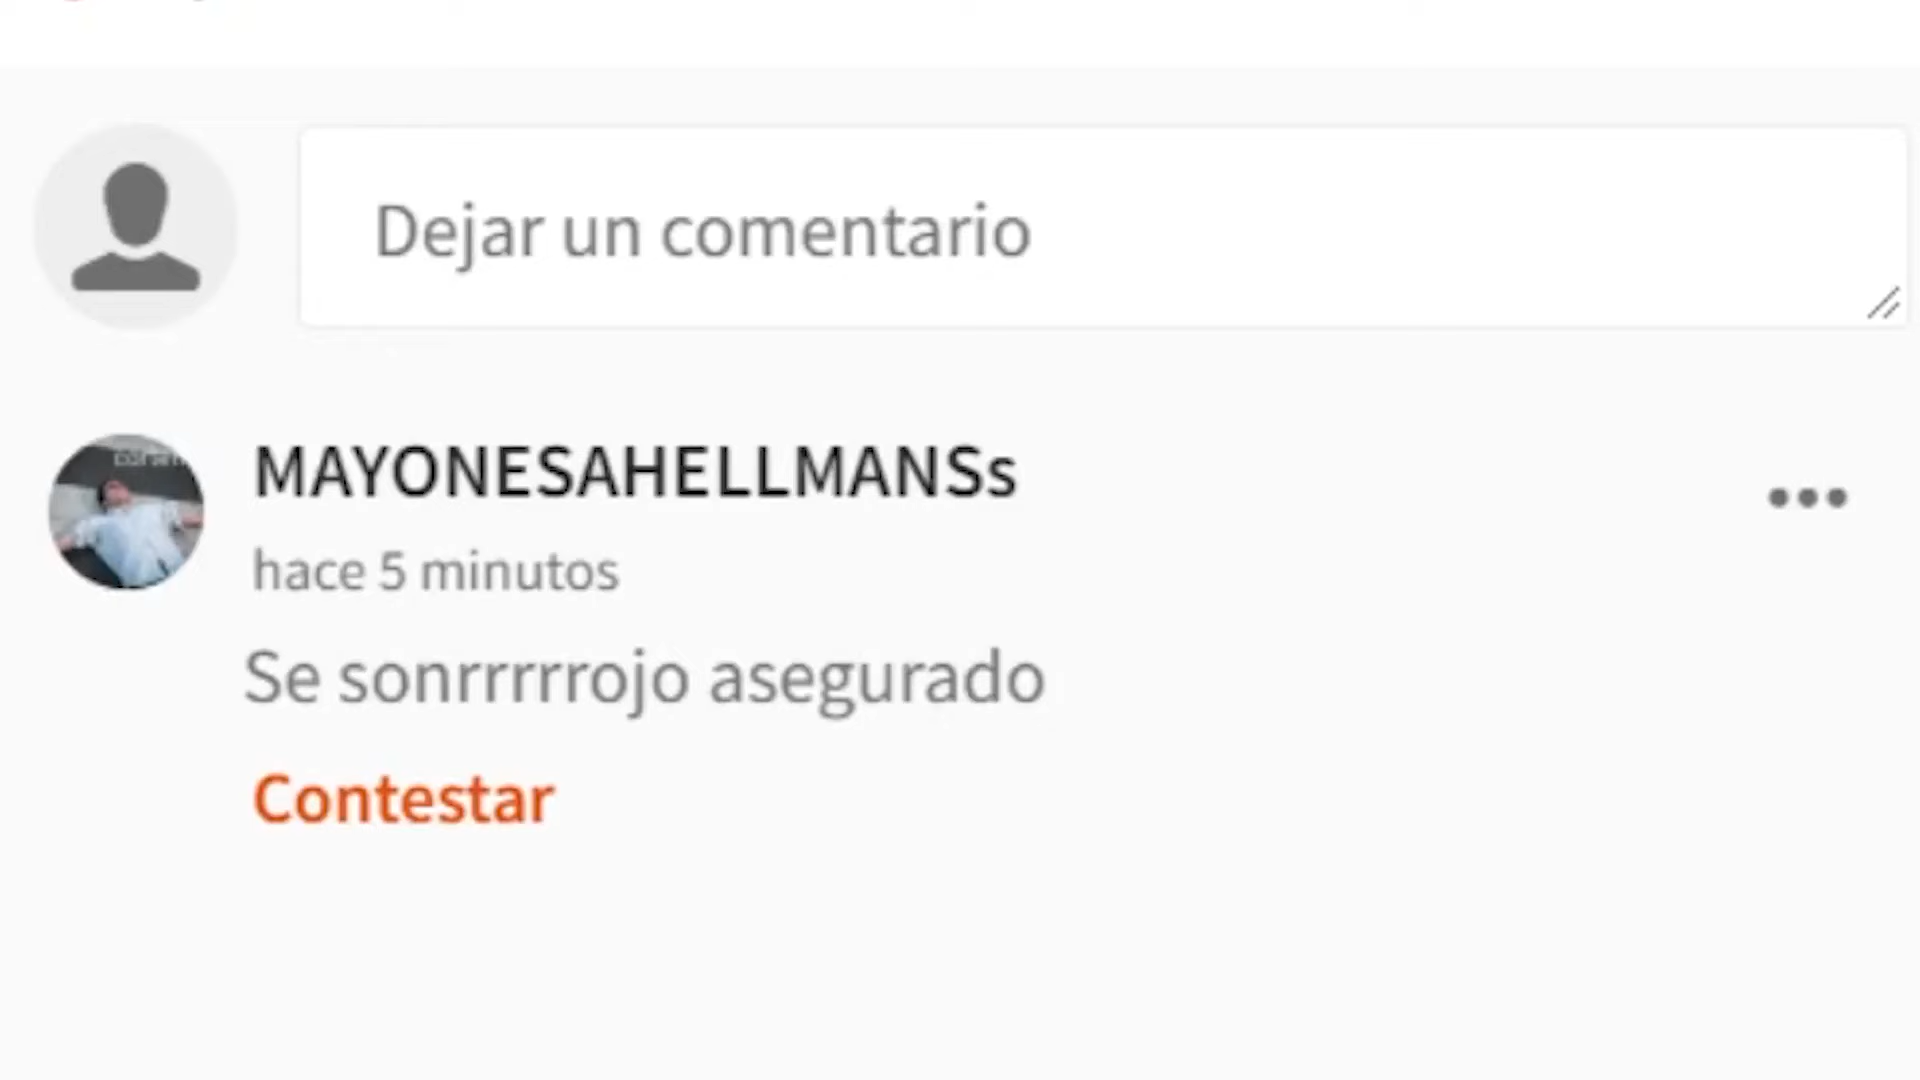 Dejar un comentario
MAYONESAHELLMANSs
hace 5 minutos
Se sonrrrrrojo asegurado
Contestar